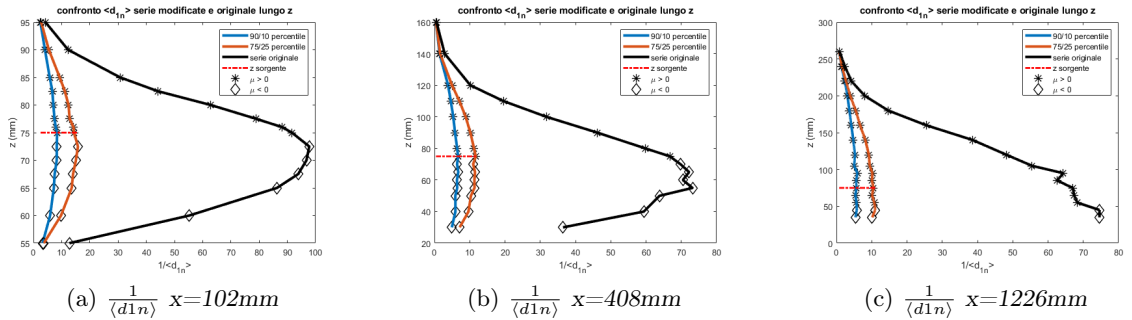 confronto <d1n> serie modificate e originale lungo z
95
90
85
80
75
70
65
60
55
z (mm)
0 10 20 30 40 50 60 70 80 90 100
1/<d1n>
90/10 percentile
75/25 percentile
serie originale
z sorgente
μ > 0
μ < 0
(a) 1/⟨d1n⟩ x=102mm
confronto <d1n> serie modificate e originale lungo z
160
140
120
100
80
60
40
20
z (mm)
0 10 20 30 40 50 60 70 80
1/<d1n>
90/10 percentile
75/25 percentile
serie originale
z sorgente
μ > 0
μ < 0
(b) 1/⟨d1n⟩ x=408mm
confronto <d1n> serie modificate e originale lungo z
300
250
200
150
100
50
0
z (mm)
0 10 20 30 40 50 60 70 80
1/<d1n>
90/10 percentile
75/25 percentile
serie originale
z sorgente
μ > 0
μ < 0
(c) 1/⟨d1n⟩ x=1226mm